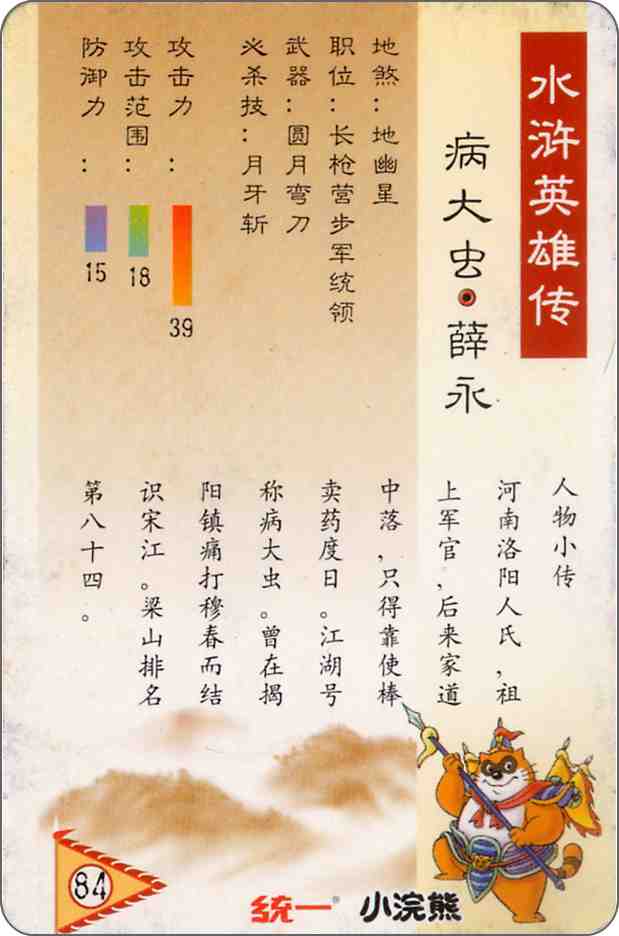 水浒英雄传
病大虫·薛永
地煞：地幽星
职位：长枪营步军统领
武器：圆月弯刀
必杀技：月牙斩
攻击力：
39
攻击范围：
18
防御力：
15
人物小传
河南洛阳人氏，祖
上军官，后来家道
中落，只得靠使棒
卖药度日。江湖号
称病大虫。曾在揭
阳镇痛打穆春而结
识宋江。梁山排名
第八十四。
84
统一® 小浣熊